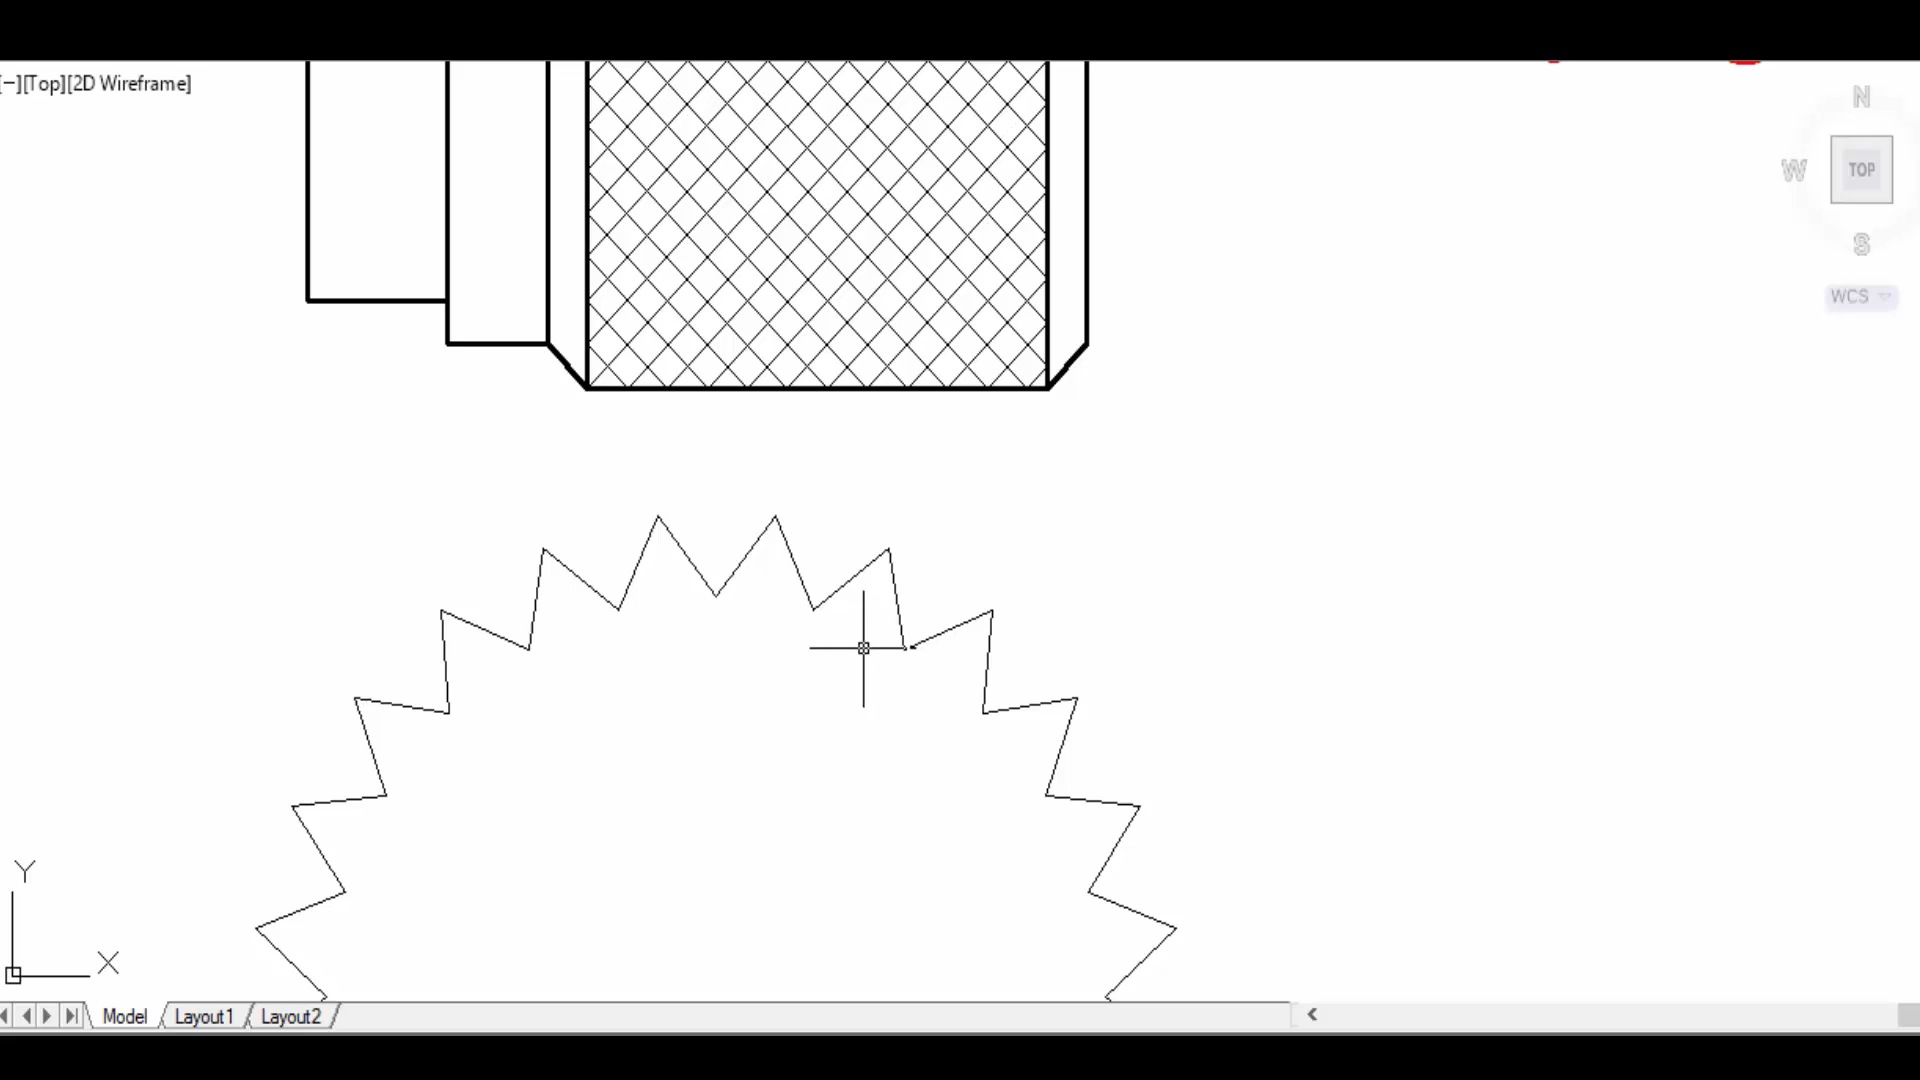 [−][Top][2D Wireframe]
N
W
TOP
S
WCS
Y
X
Model
Layout1
Layout2